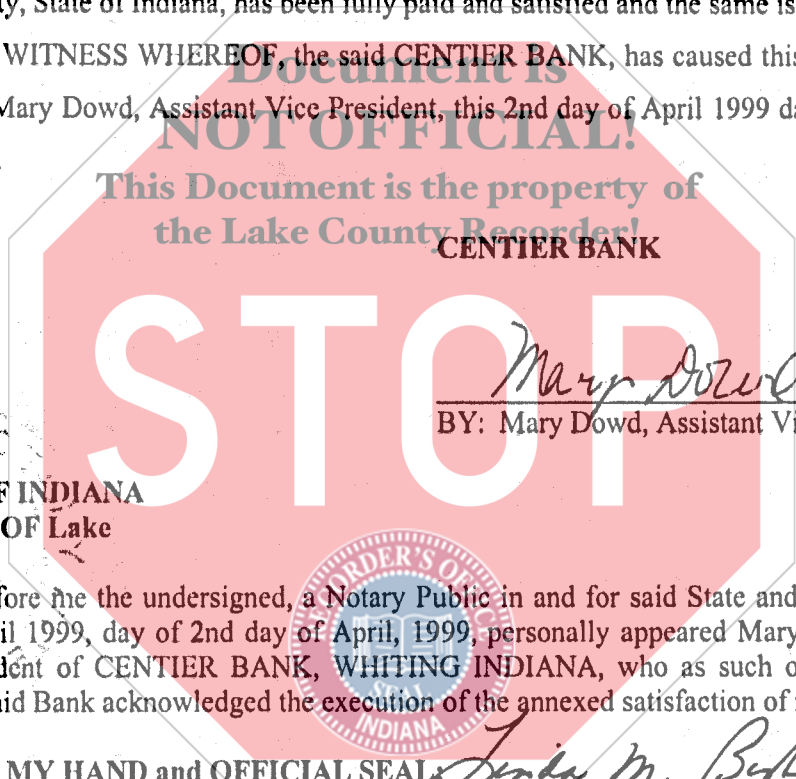 ty, State of Indiana, has been fully paid and satisfied and the same is
WITNESS WHEREOF, the said CENTIER BANK, has caused this
Mary Dowd, Assistant Vice President, this 2nd day of April 1999 da
Document is
NOT OFFICIAL!
This Document is the property of
the Lake County Recorder!
CENTIER BANK
STOP
Mary Dowd
BY: Mary Dowd, Assistant Vi
F INDIANA
OF Lake
fore me the undersigned, a Notary Public in and for said State and
il 1999, day of 2nd day of April, 1999, personally appeared Mary
dent of CENTIER BANK, WHITING INDIANA, who as such o
aid Bank acknowledged the execution of the annexed satisfaction of
RECORDER'S OFFICE
SEAL
INDIANA
MY HAND and OFFICIAL SEAL
Linda M.